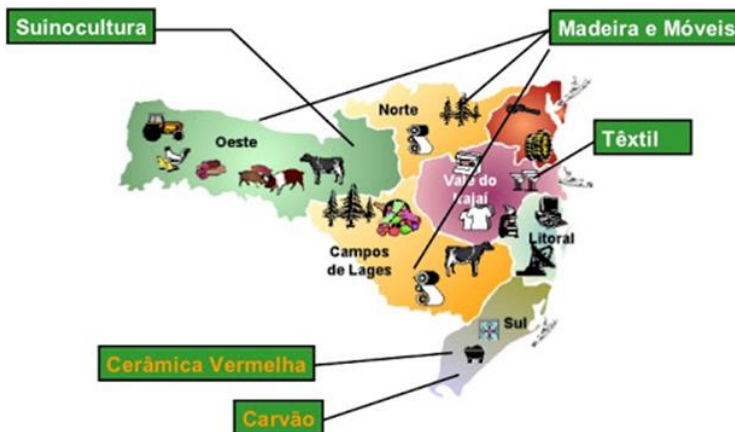 Suinocultura
Madeira e Móveis
Norte
Oeste
Têxtil
Vale do
Itajaí
Campos
de Lages
Litoral
Sul
Cerâmica Vermelha
Carvão